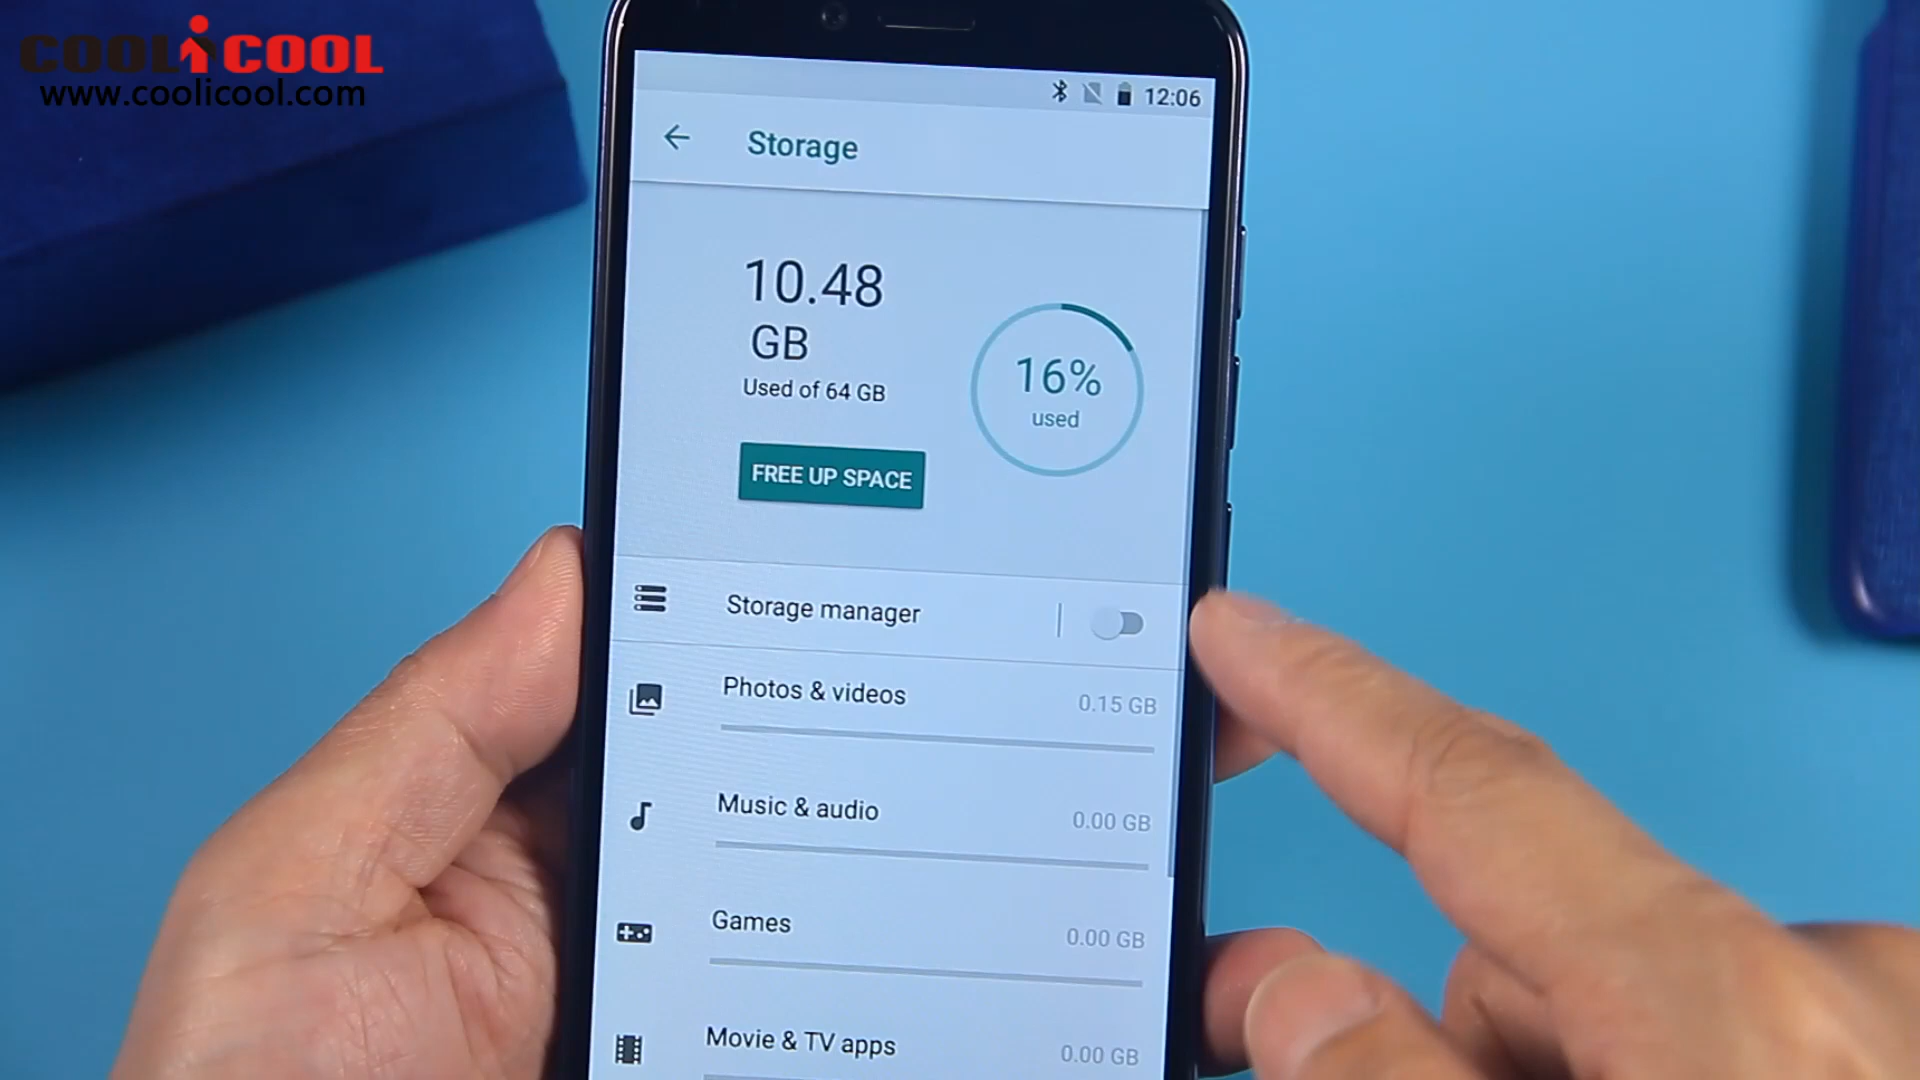 COOLiCOOL
www.coolicool.com
12:06
Storage
10.48
GB
Used of 64 GB
16%
used
FREE UP SPACE
Storage manager
Photos & videos
0.15 GB
Music & audio
0.00 GB
Games
0.00 GB
Movie & TV apps
0.00 GB